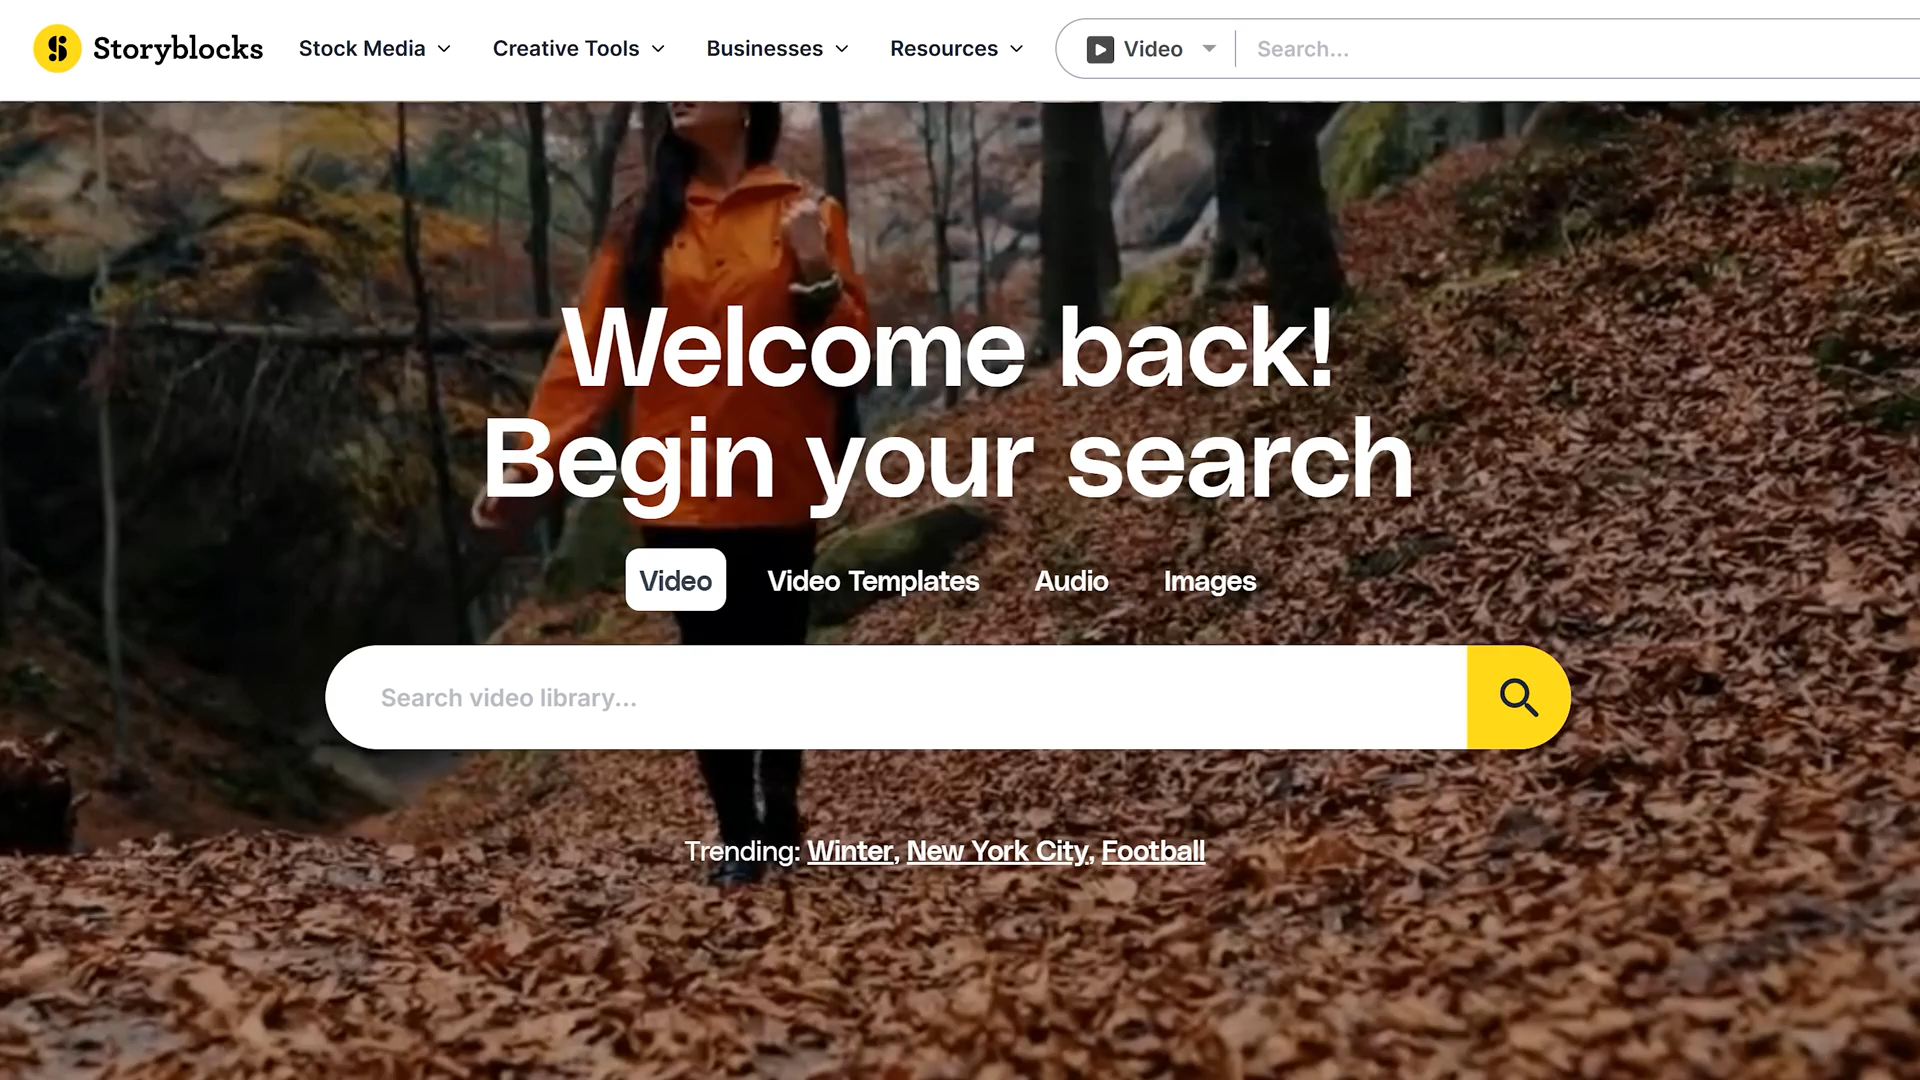 Storyblocks Stock Media Creative Tools Businesses Resources Video Search...
Welcome back!
Begin your search
Video Video Templates Audio Images
Search video library...
Trending: Winter, New York City, Football